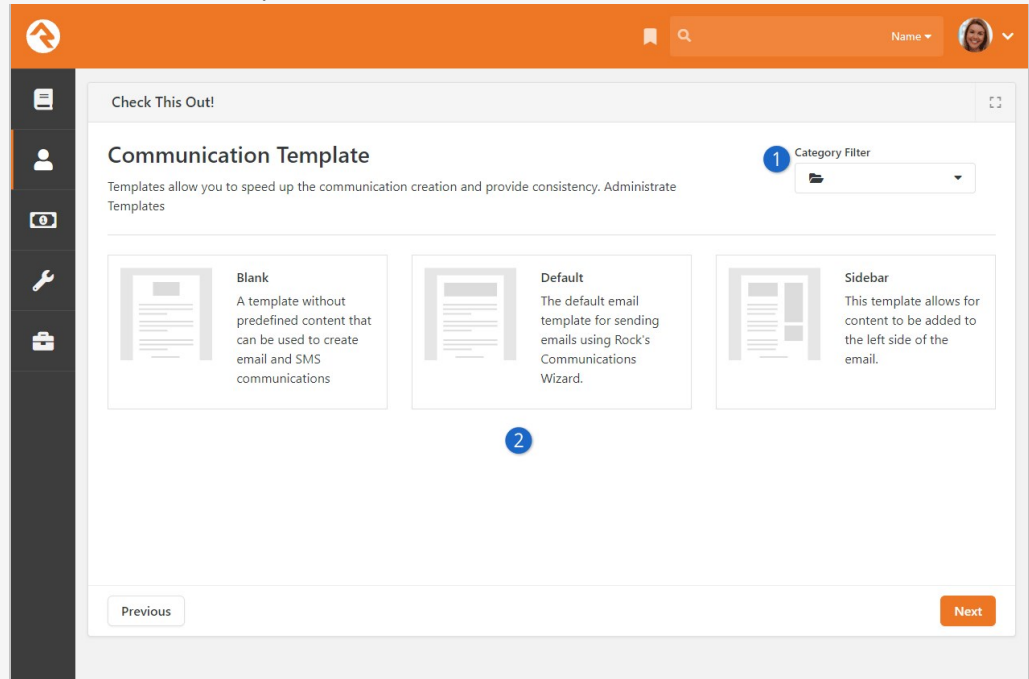 Name
Check This Out!
Communication Template
Templates allow you to speed up the communication creation and provide consistency. Administrate
Templates
1
Category Filter
Blank
A template without
predefined content that
can be used to create
email and SMS
communications
Default
The default email
template for sending
emails using Rock's
Communications
Wizard.
Sidebar
This template allows for
content to be added to
the left side of the
email.
2
Previous
Next